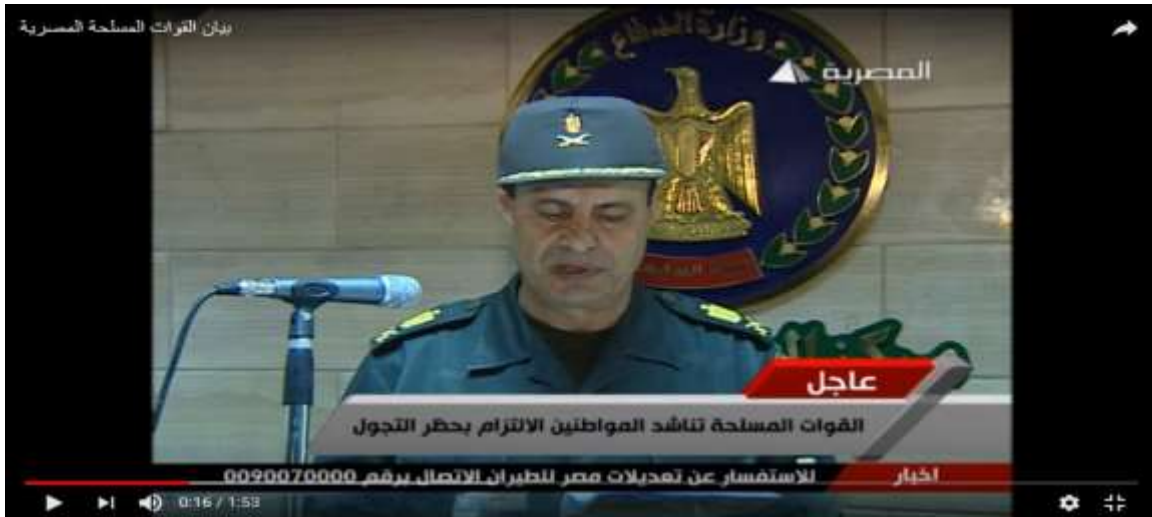 بيان القوات المسلحة المصرية
وزارة الدفاع
المصرية
عاجل
القوات المسلحة تناشد المواطنين الالتزام بحظر التجول
اخبار
للاستفسار عن تعديلات مصر للطيران الاتصال برقم 0090070000
0:16 / 1:53